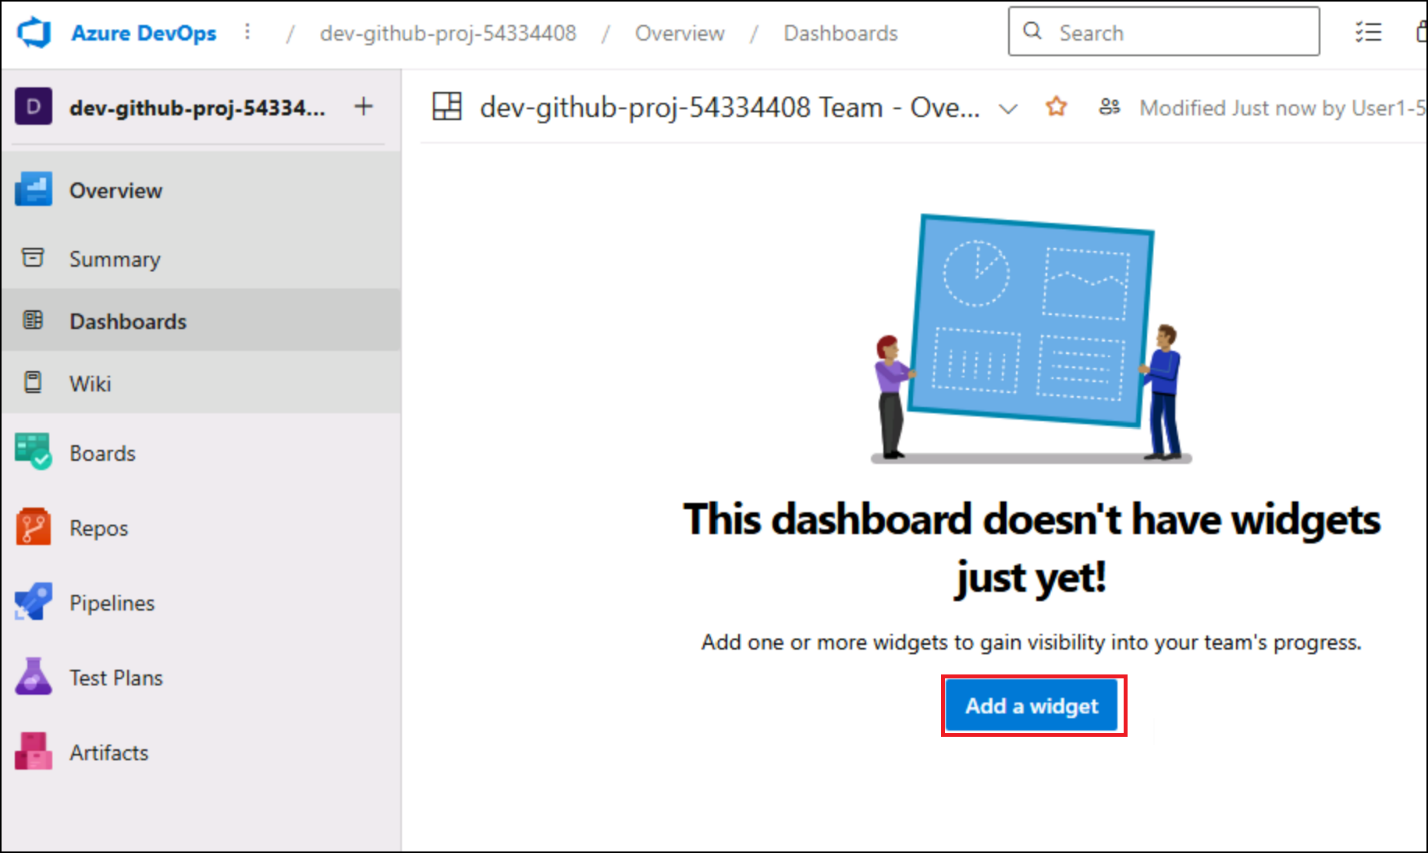 Azure DevOps / dev-github-proj-54334408 / Overview / Dashboards Search
D dev-github-proj-54334... +
dev-github-proj-54334408 Team - Ove... Modified Just now by User1-5
Overview
Summary
Dashboards
Wiki
Boards
Repos
Pipelines
Test Plans
Artifacts
This dashboard doesn't have widgets
just yet!
Add one or more widgets to gain visibility into your team's progress.
Add a widget